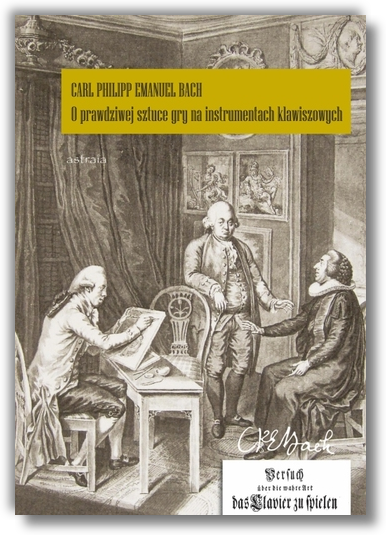 CARL PHILIPP EMANUEL BACH
O prawdziwej sztuce gry na instrumentach klawiszowych
astraia
CPEBach
Versuch
über die wahre Art
das Clavier zu spielen